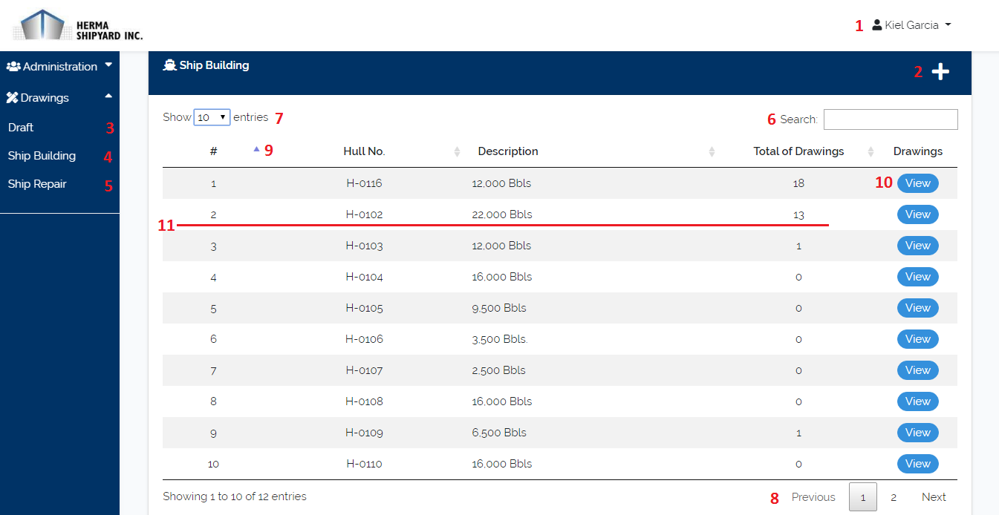 HERMA
SHIPYARD INC.
1 Kiel Garcia
Administration
Drawings
Draft 3
Ship Building 4
Ship Repair 5
Ship Building
2
Show 10 entries 7
6 Search:
# 9 Hull No. Description Total of Drawings Drawings
1 H-0116 12,000 Bbls 18 10 View
2 H-0102 22,000 Bbls 13 View
11
3 H-0103 12,000 Bbls 1 View
4 H-0104 16,000 Bbls 0 View
5 H-0105 9,500 Bbls 0 View
6 H-0106 3,500 Bbls. 0 View
7 H-0107 2,500 Bbls 0 View
8 H-0108 16,000 Bbls 0 View
9 H-0109 6,500 Bbls 1 View
10 H-0110 16,000 Bbls 0 View
Showing 1 to 10 of 12 entries
8 Previous 1 2 Next